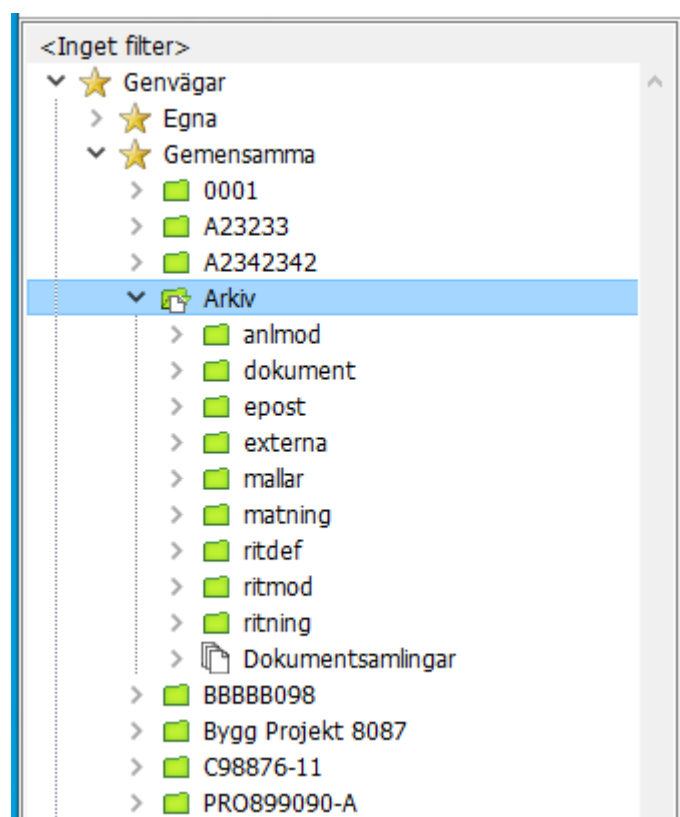 <Inget filter>
Genvägar
Egna
Gemensamma
0001
A23233
A2342342
Arkiv
anlmod
dokument
epost
externa
mallar
matning
ritdef
ritmod
ritning
Dokumentsamlingar
BBBBB098
Bygg Projekt 8087
C98876-11
PRO899090-A